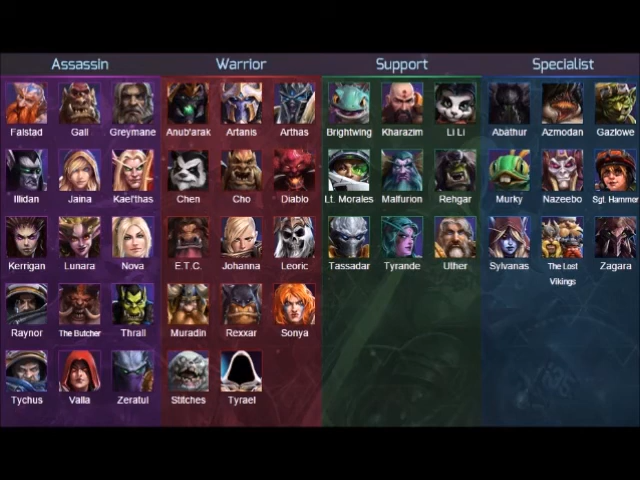 Assassin Warrior Support Specialist
Falstad Gall Greymane Anub'arak Artanis Arthas Brightwing Kharazim Li Li Abathur Azmodan Gazlowe
Illidan Jaina Kael'thas Chen Cho Diablo Lt. Morales Malfurion Rehgar Murky Nazeebo Sgt. Hammer
Kerrigan Lunara Nova E.T.C. Johanna Leoric Tassadar Tyrande Uther Sylvanas The Lost Vikings Zagara
Raynor The Butcher Thrall Muradin Rexxar Sonya
Tychus Valla Zeratul Stitches Tyrael